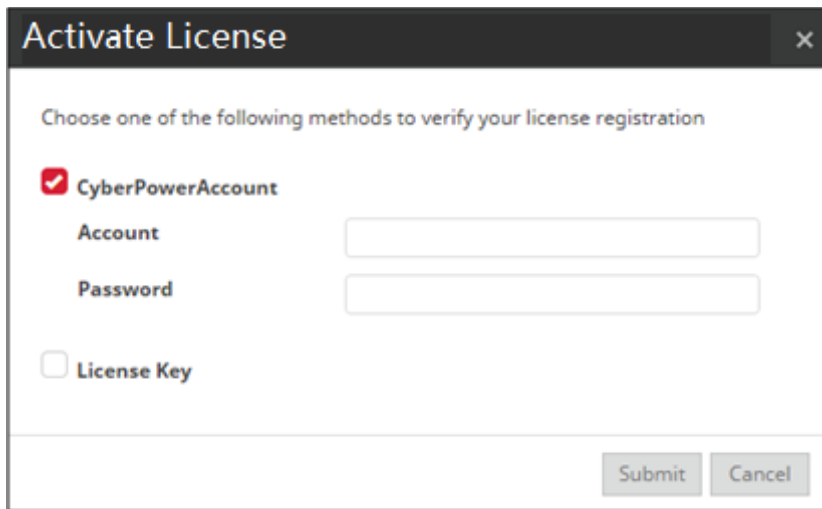 Activate License
Choose one of the following methods to verify your license registration
CyberPowerAccount
Account
Password
License Key
Submit Cancel